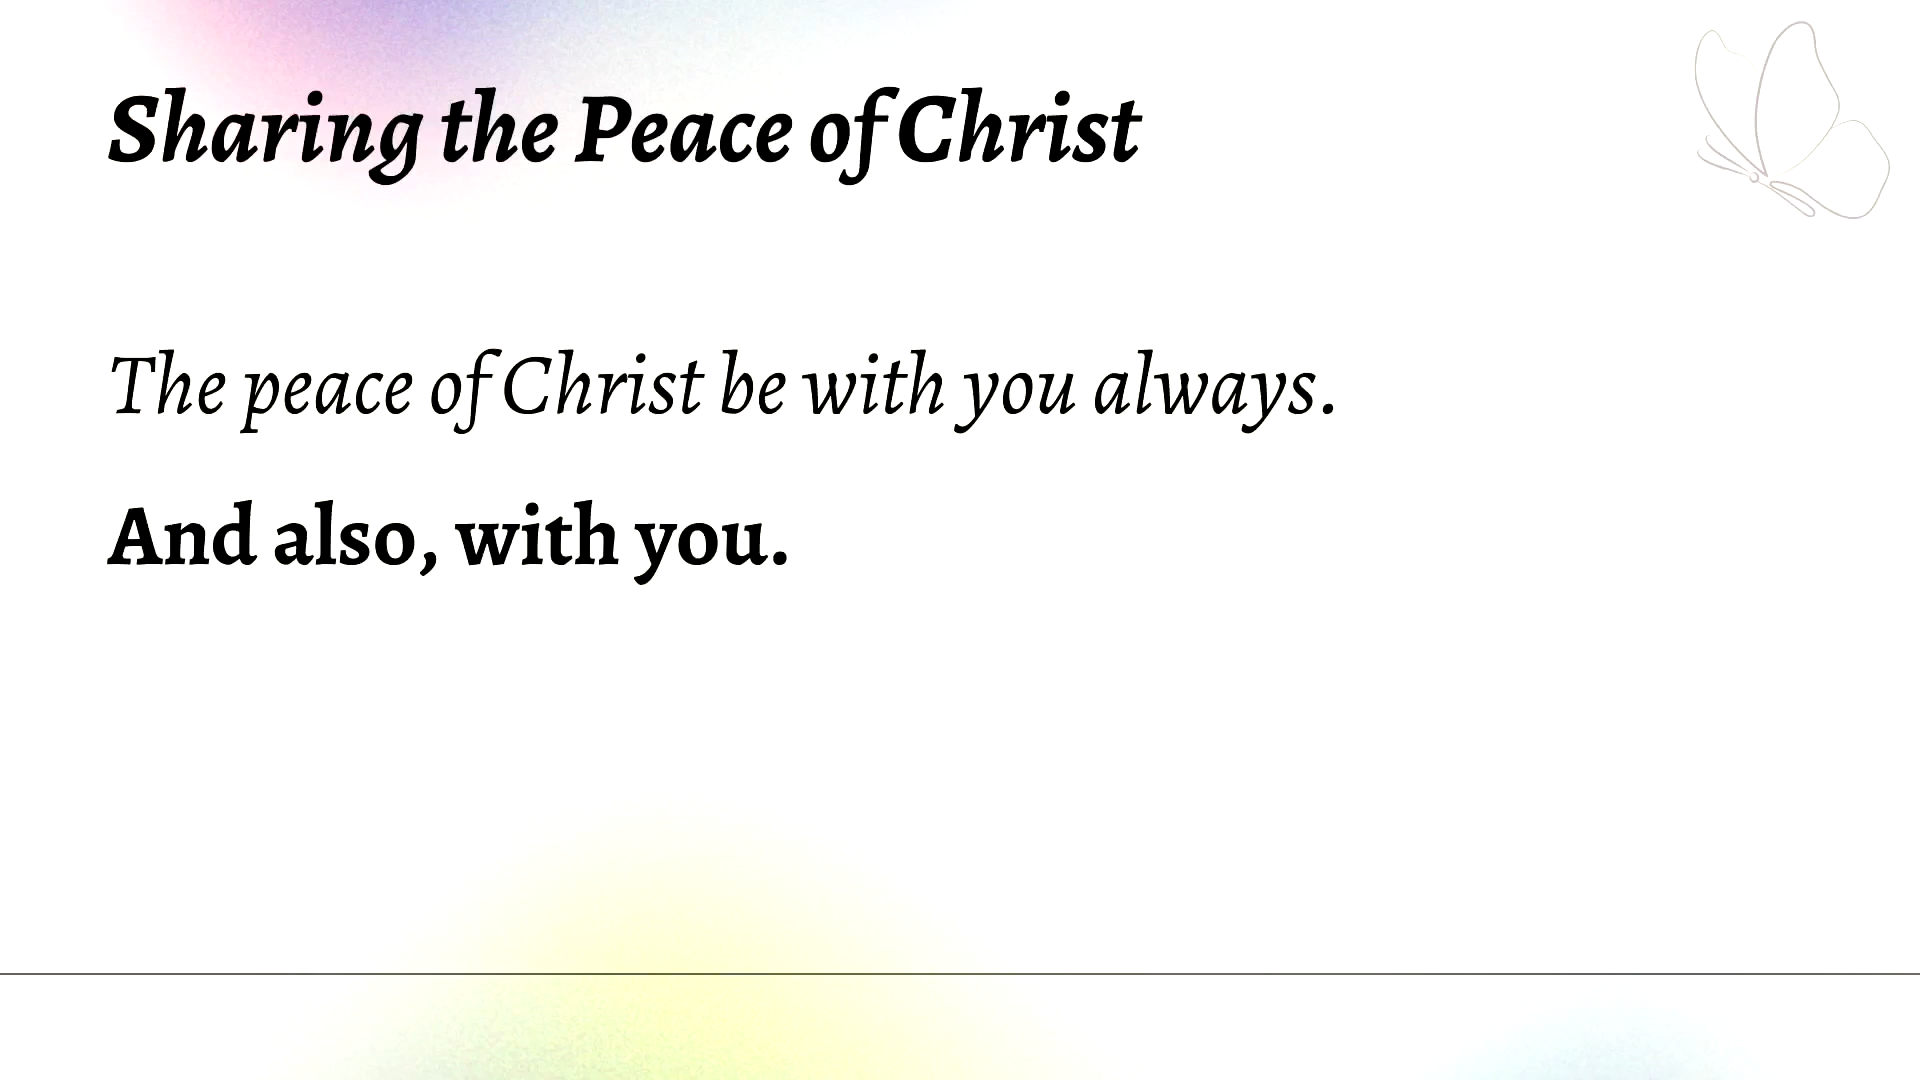 Sharing the Peace of Christ
The peace of Christ be with you always.
And also, with you.